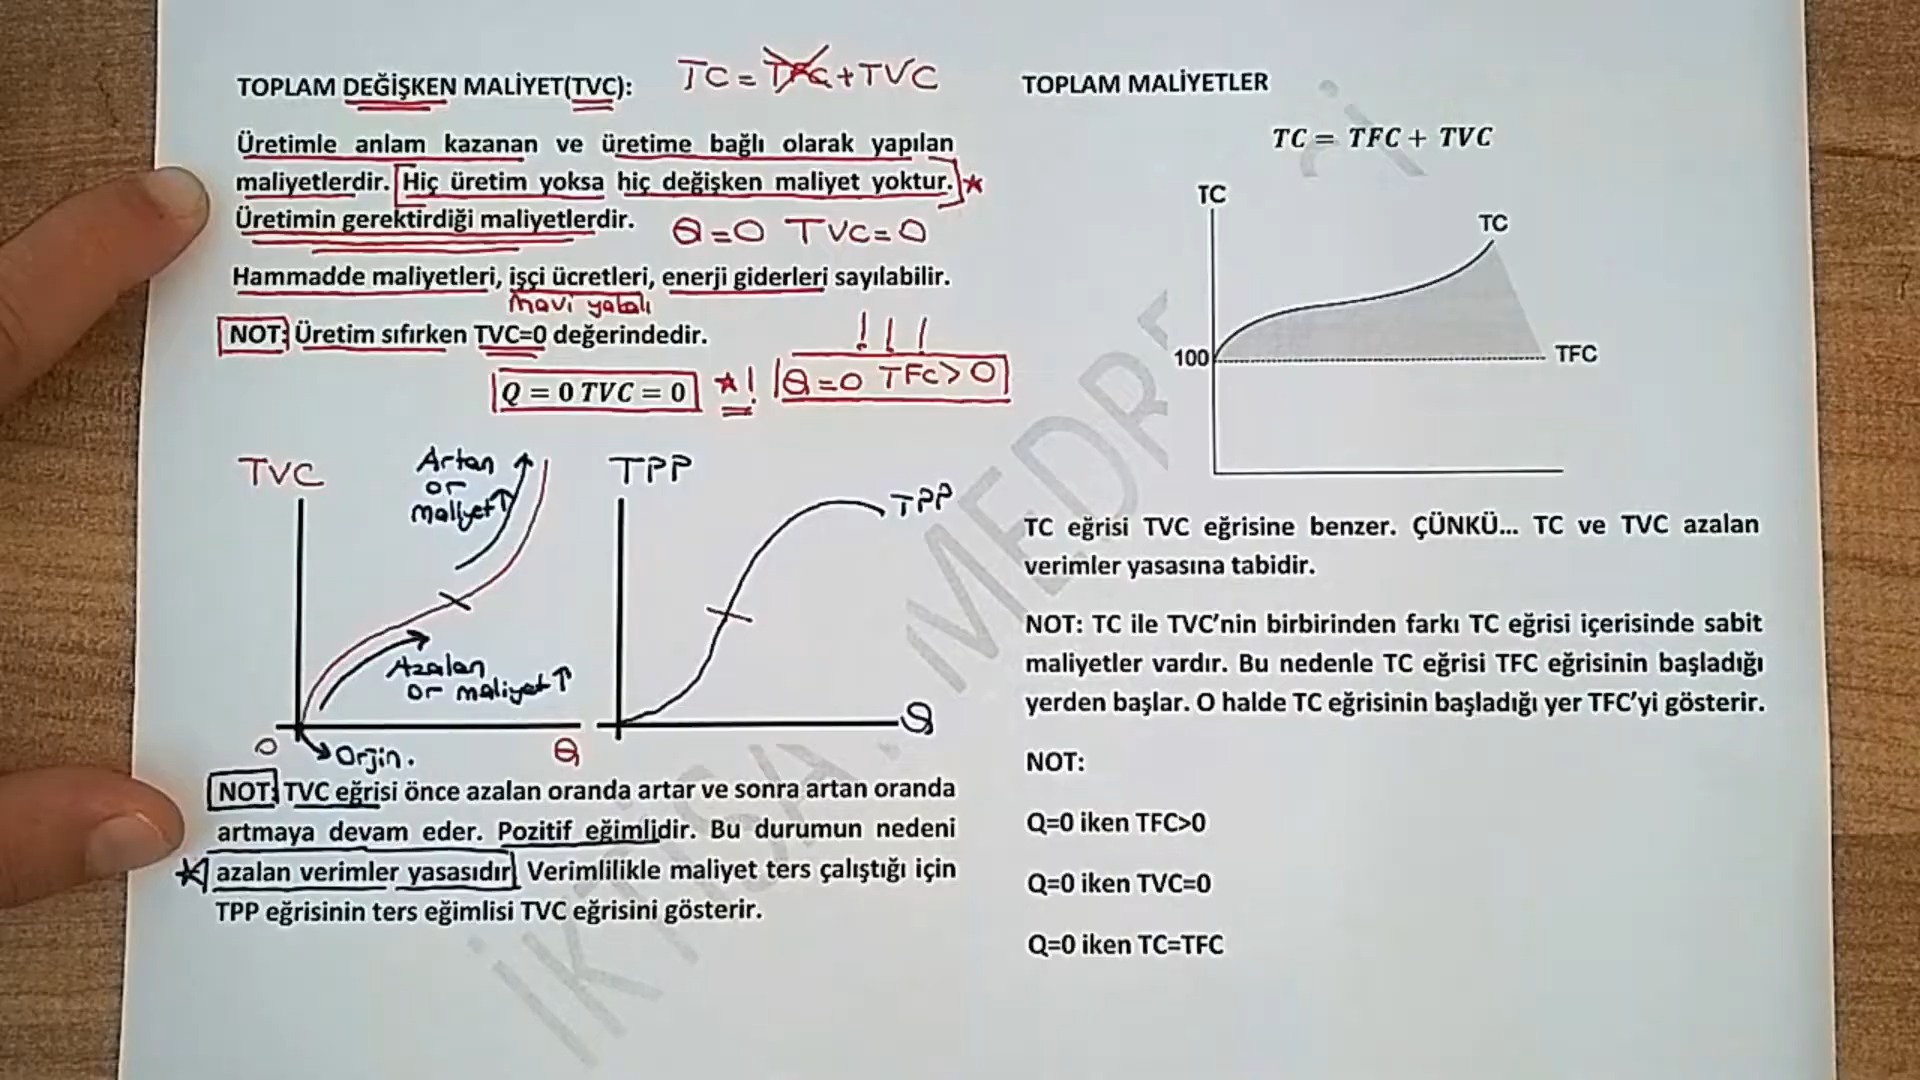 TOPLAM DEĞİŞKEN MALİYET(TVC):
TC = TFC + TVC
Üretimle anlam kazanan ve üretime bağlı olarak yapılan
maliyetlerdir. Hiç üretim yoksa hiç değişken maliyet yoktur.
Üretimin gerektirdiği maliyetlerdir.
Q=0 TVC=0
Hammadde maliyetleri, işçi ücretleri, enerji giderleri sayılabilir.
mavi yakalı
NOT: Üretim sıfırken TVC=0 değerindedir.
! ! !
Q = 0 TVC = 0
!
Q=0 TFC>0
TVC
Artan
or
maliyet↑
Azalan
or maliyet↑
0
Orjin.
Q
TPP
TPP
Q
NOT: TVC eğrisi önce azalan oranda artar ve sonra artan oranda
artmaya devam eder. Pozitif eğimlidir. Bu durumun nedeni
azalan verimler yasasıdır. Verimlilikle maliyet ters çalıştığı için
TPP eğrisinin ters eğimlisi TVC eğrisini gösterir.
TOPLAM MALİYETLER
TC = TFC + TVC
TC
TC
100
TFC
TC eğrisi TVC eğrisine benzer. ÇÜNKÜ... TC ve TVC azalan
verimler yasasına tabidir.
NOT: TC ile TVC’nin birbirinden farkı TC eğrisi içerisinde sabit
maliyetler vardır. Bu nedenle TC eğrisi TFC eğrisinin başladığı
yerden başlar. O halde TC eğrisinin başladığı yer TFC’yi gösterir.
NOT:
Q=0 iken TFC>0
Q=0 iken TVC=0
Q=0 iken TC=TFC